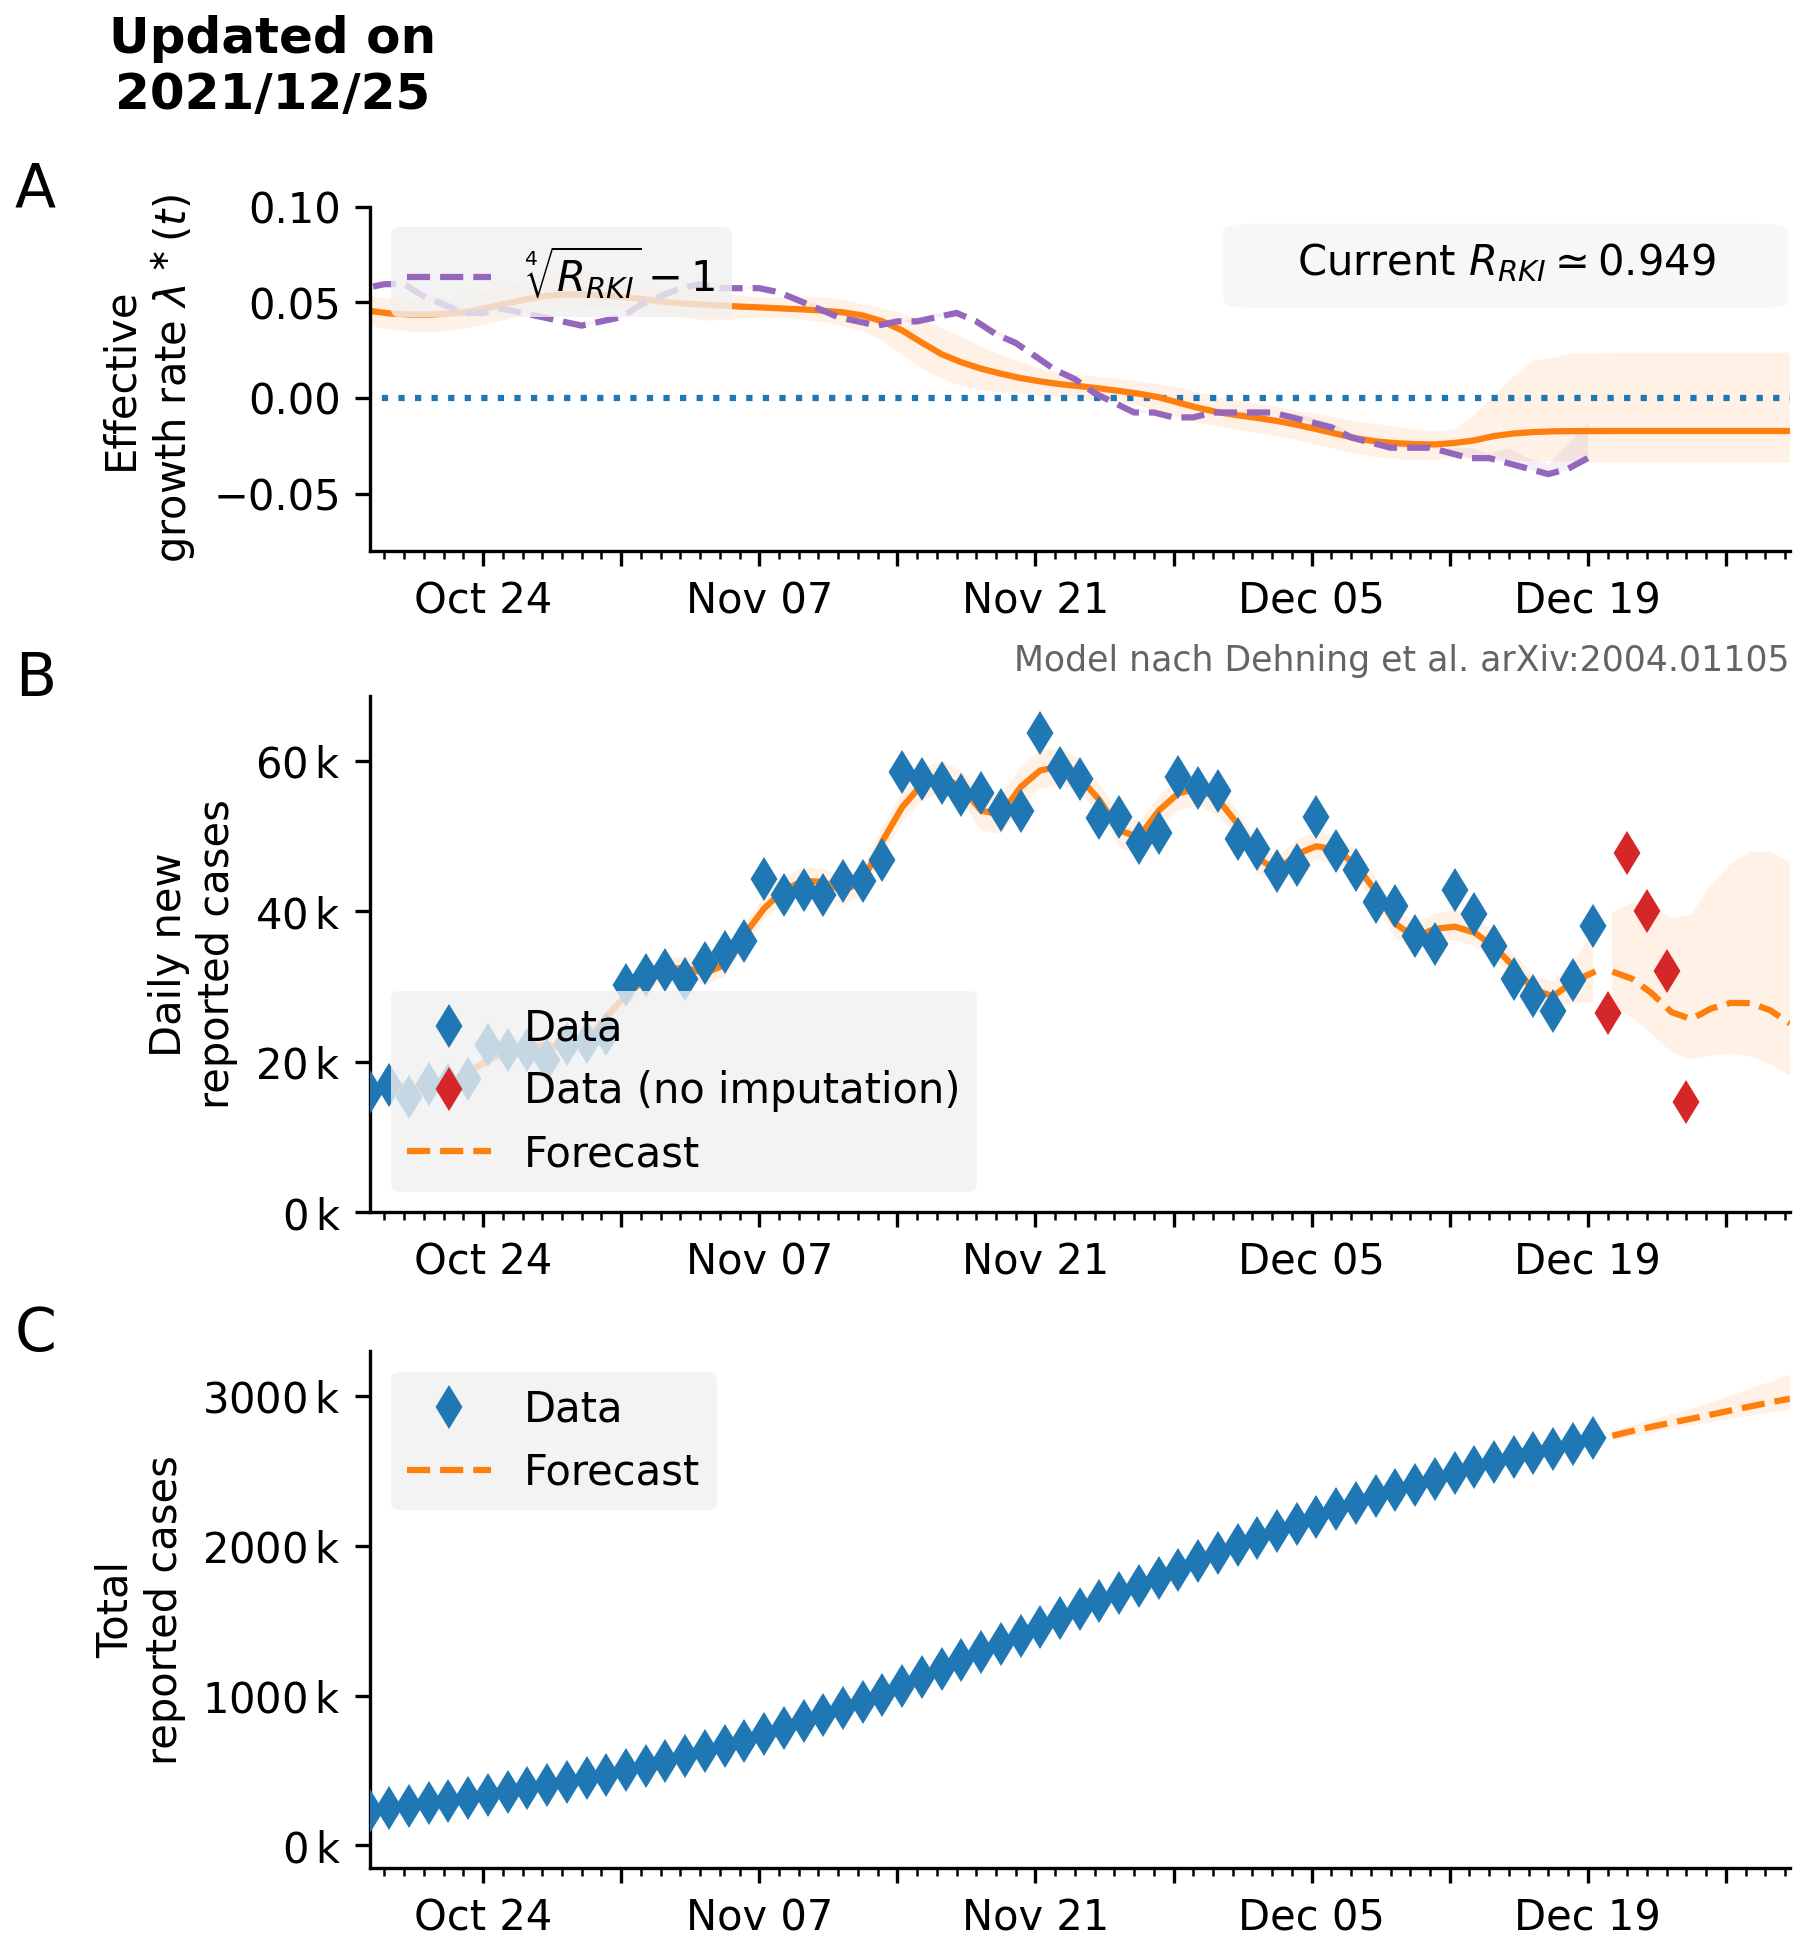 Updated on
2021/12/25
A
Effective
growth rate λ * (t)
0.10
0.05
0.00
−0.05
∜R_RKI − 1
Current R_RKI ≃ 0.949
Oct 24 Nov 07 Nov 21 Dec 05 Dec 19
Model nach Dehning et al. arXiv:2004.01105
B
Daily new
reported cases
60 k
40 k
20 k
0 k
Data
Data (no imputation)
Forecast
Oct 24 Nov 07 Nov 21 Dec 05 Dec 19
C
Total
reported cases
3000 k
2000 k
1000 k
0 k
Data
Forecast
Oct 24 Nov 07 Nov 21 Dec 05 Dec 19